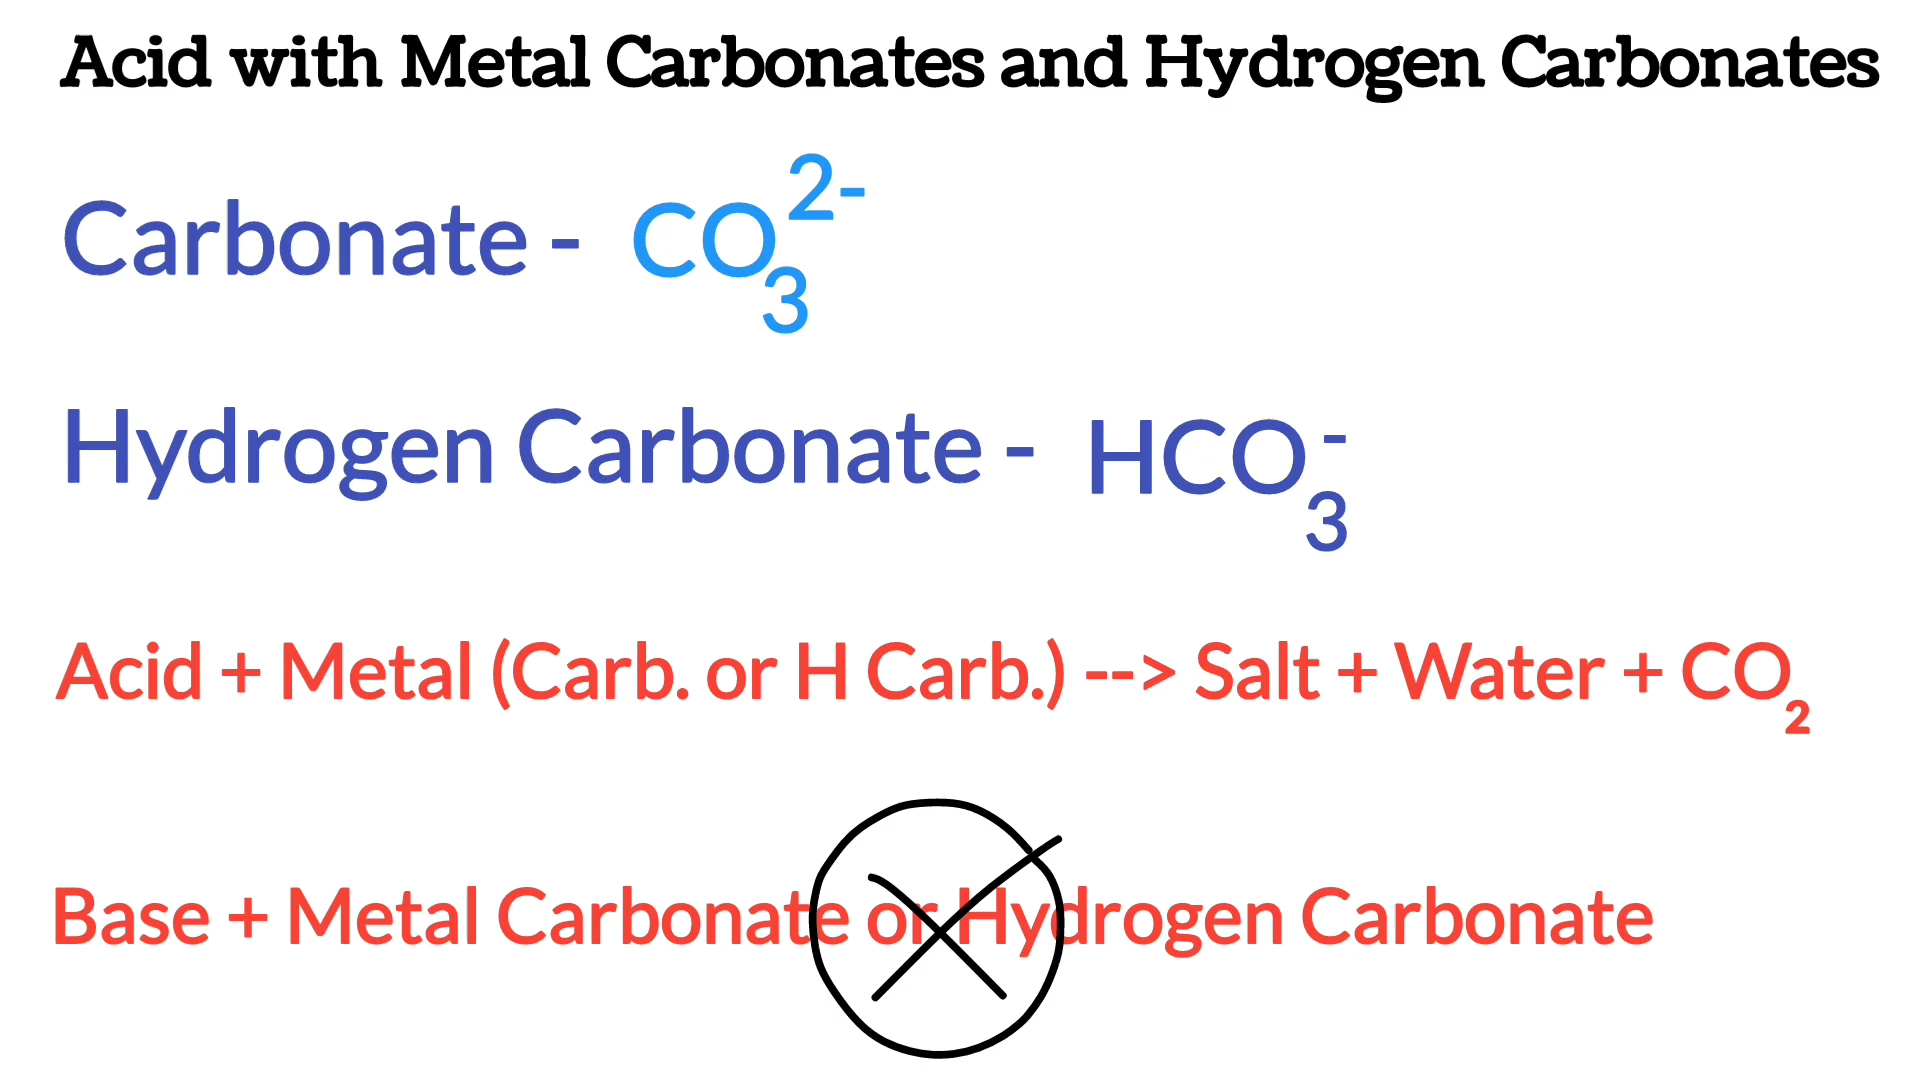 Acid with Metal Carbonates and Hydrogen Carbonates
Carbonate - CO₃²⁻
Hydrogen Carbonate - HCO₃⁻
Acid + Metal (Carb. or H Carb.) --> Salt + Water + CO₂
Base + Metal Carbonate or Hydrogen Carbonate